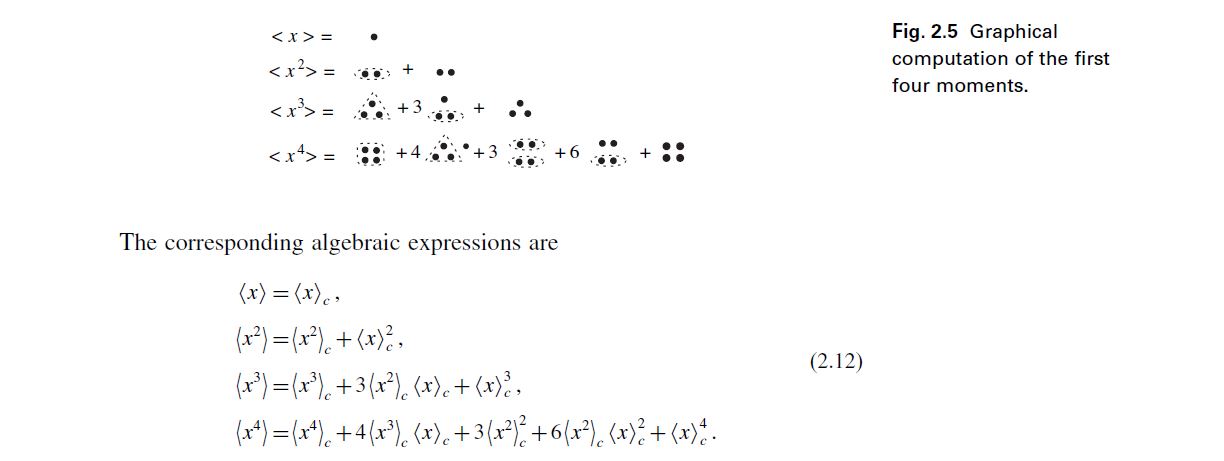 < x > =
< x²> = +
< x³> = + 3 +
< x⁴> = + 4 + 3 + 6 +
Fig. 2.5 Graphical
computation of the first
four moments.
The corresponding algebraic expressions are
⟨x⟩ = ⟨x⟩_c ,
⟨x²⟩ = ⟨x²⟩_c + ⟨x⟩_c² ,
⟨x³⟩ = ⟨x³⟩_c + 3⟨x²⟩_c ⟨x⟩_c + ⟨x⟩_c³ ,
⟨x⁴⟩ = ⟨x⁴⟩_c + 4⟨x³⟩_c ⟨x⟩_c + 3⟨x²⟩_c² + 6⟨x²⟩_c ⟨x⟩_c² + ⟨x⟩_c⁴ .
(2.12)